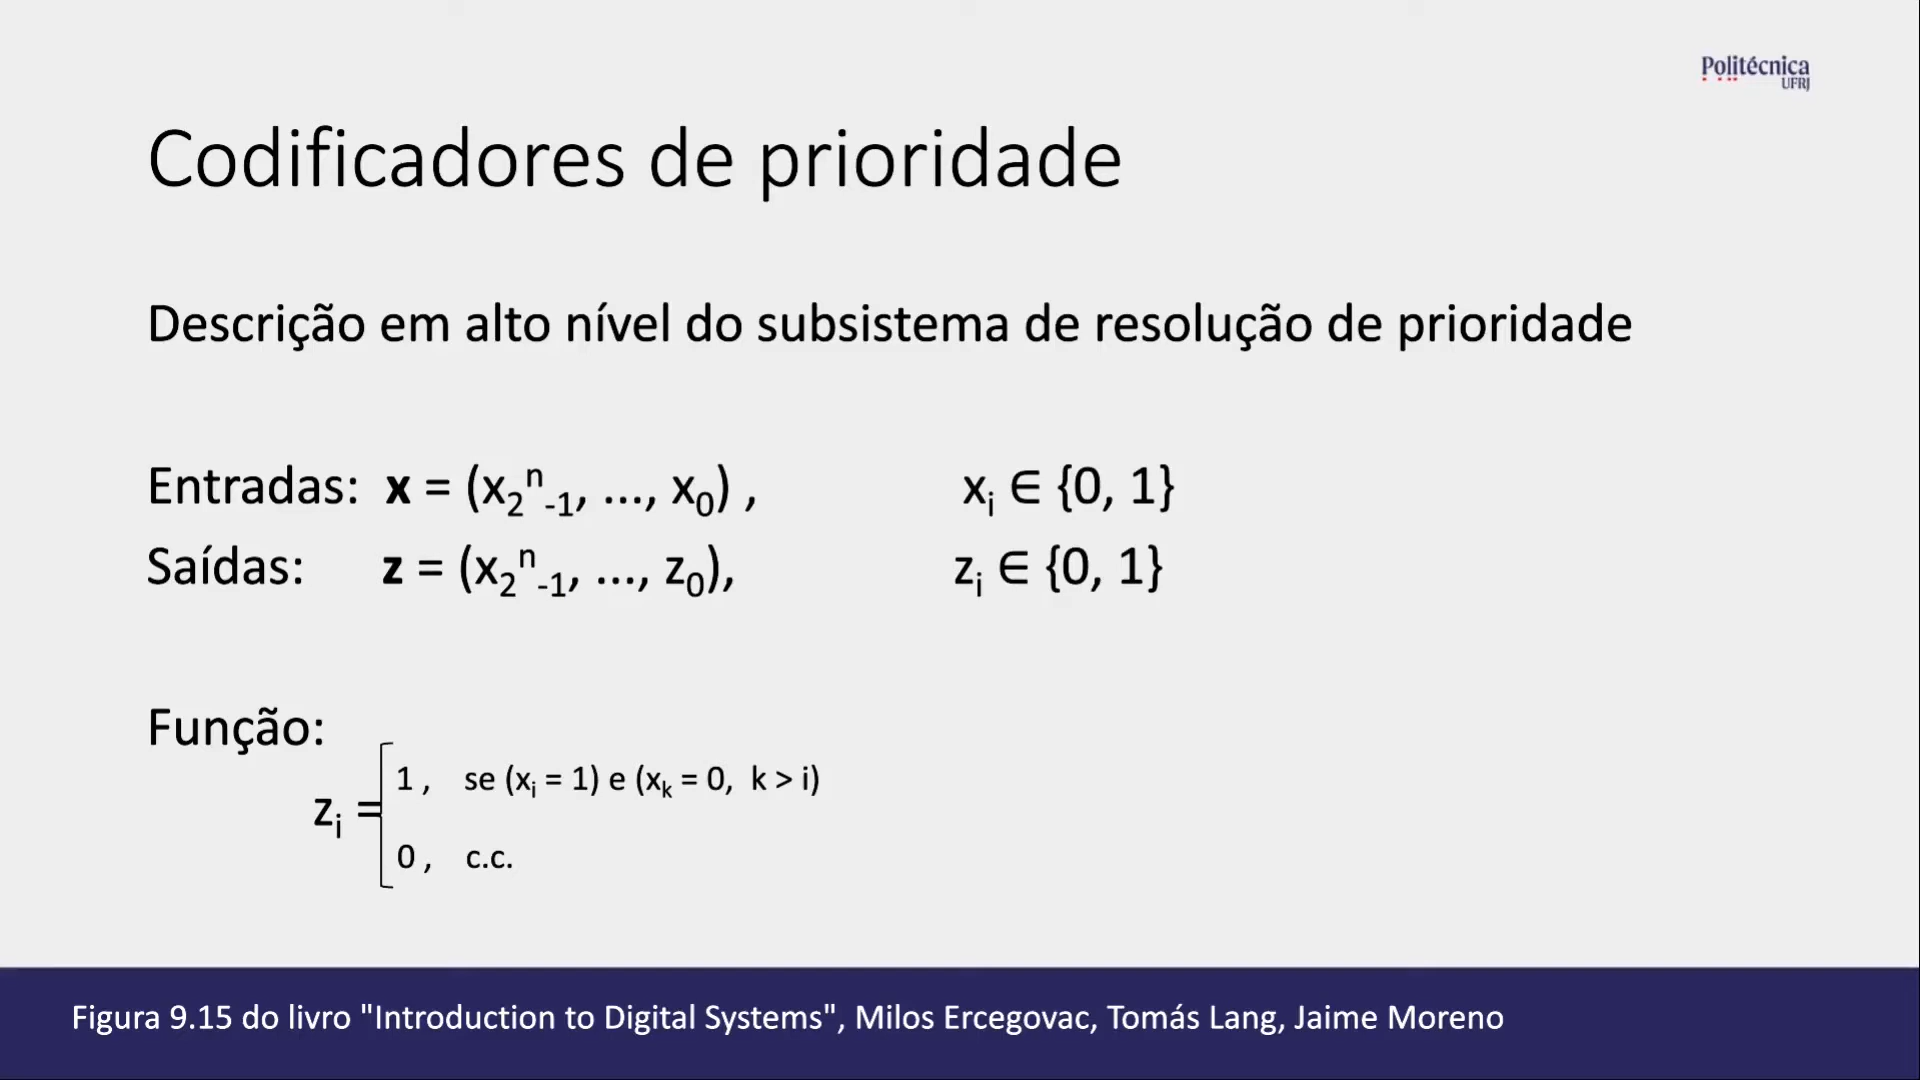 Politécnica
UFRJ
Codificadores de prioridade
Descrição em alto nível do subsistema de resolução de prioridade
Entradas: x = (x₂ⁿ₋₁, ..., x₀) , xᵢ ∈ {0, 1}
Saídas: z = (x₂ⁿ₋₁, ..., z₀), zᵢ ∈ {0, 1}
Função:
1 , se (xᵢ = 1) e (xₖ = 0, k > i)
zᵢ =
0 , c.c.
Figura 9.15 do livro "Introduction to Digital Systems", Milos Ercegovac, Tomás Lang, Jaime Moreno